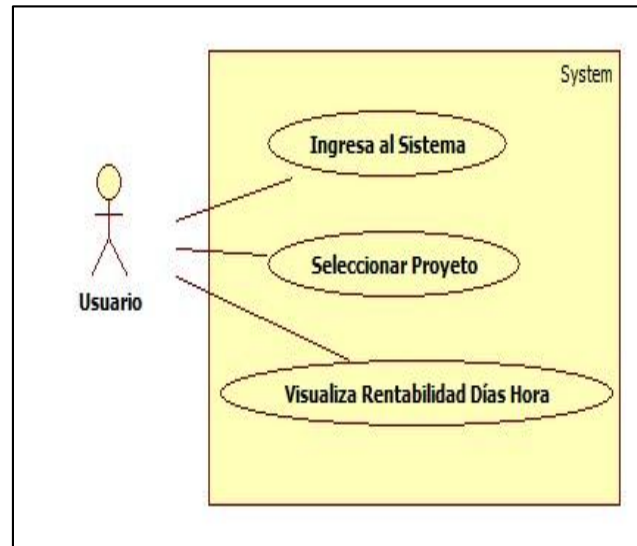 System
Ingresa al Sistema
Seleccionar Proyeto
Usuario
Visualiza Rentabilidad Días Hora